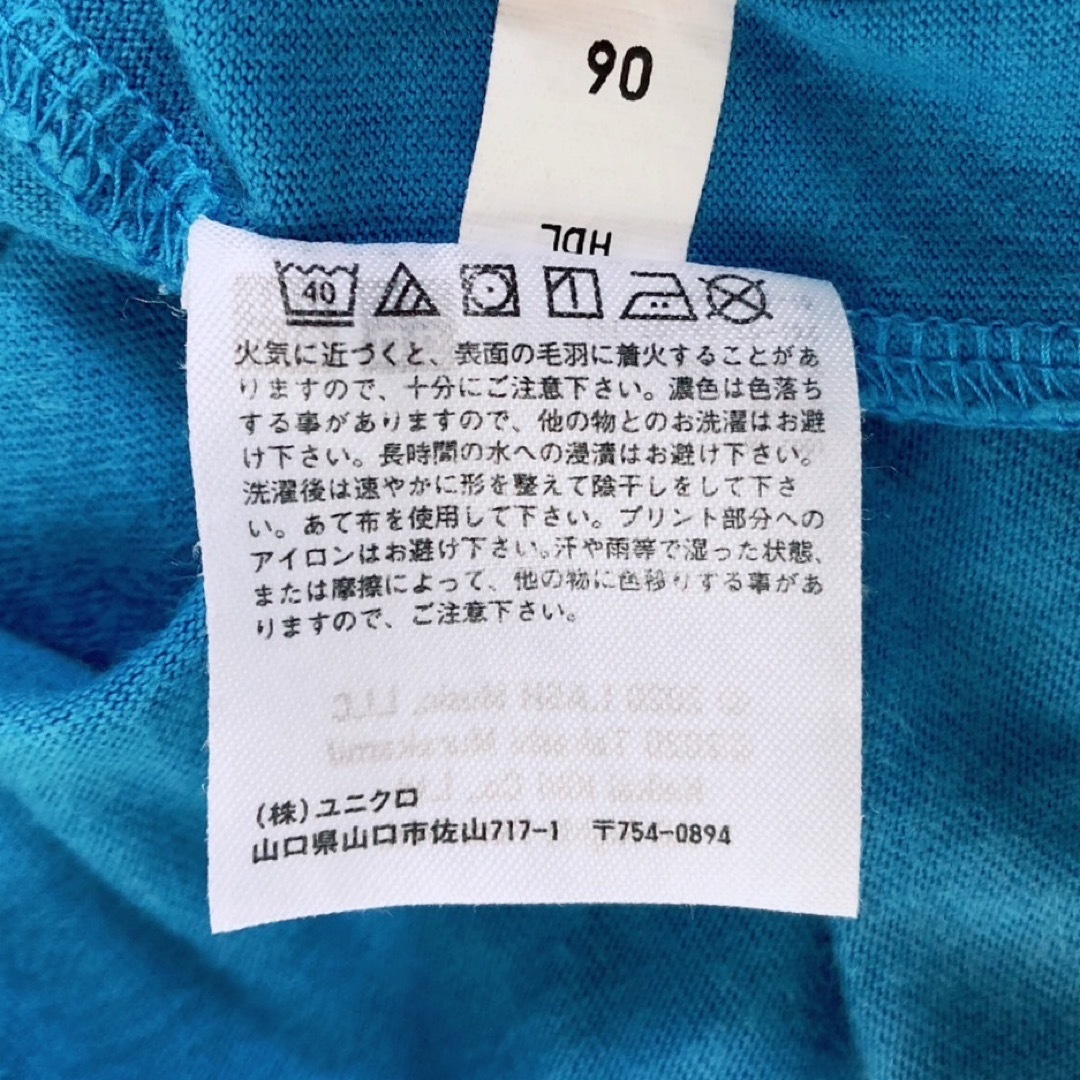 90
HDL
40
火気に近づくと、表面の毛羽に着火することがあ
りますので、十分にご注意下さい。濃色は色落ち
する事がありますので、他の物とのお洗濯はお避
け下さい。長時間の水への浸漬はお避け下さい。
洗濯後は速やかに形を整えて陰干しをして下さ
い。あて布を使用して下さい。プリント部分への
アイロンはお避け下さい。汗や雨等で湿った状態、
または摩擦によって、他の物に色移りする事があ
りますので、ご注意下さい。
© 2020 LASH Music, LLC
©2020 Takashi Murakami
(株)ユニクロ
山口県山口市佐山717-1 〒754-0894